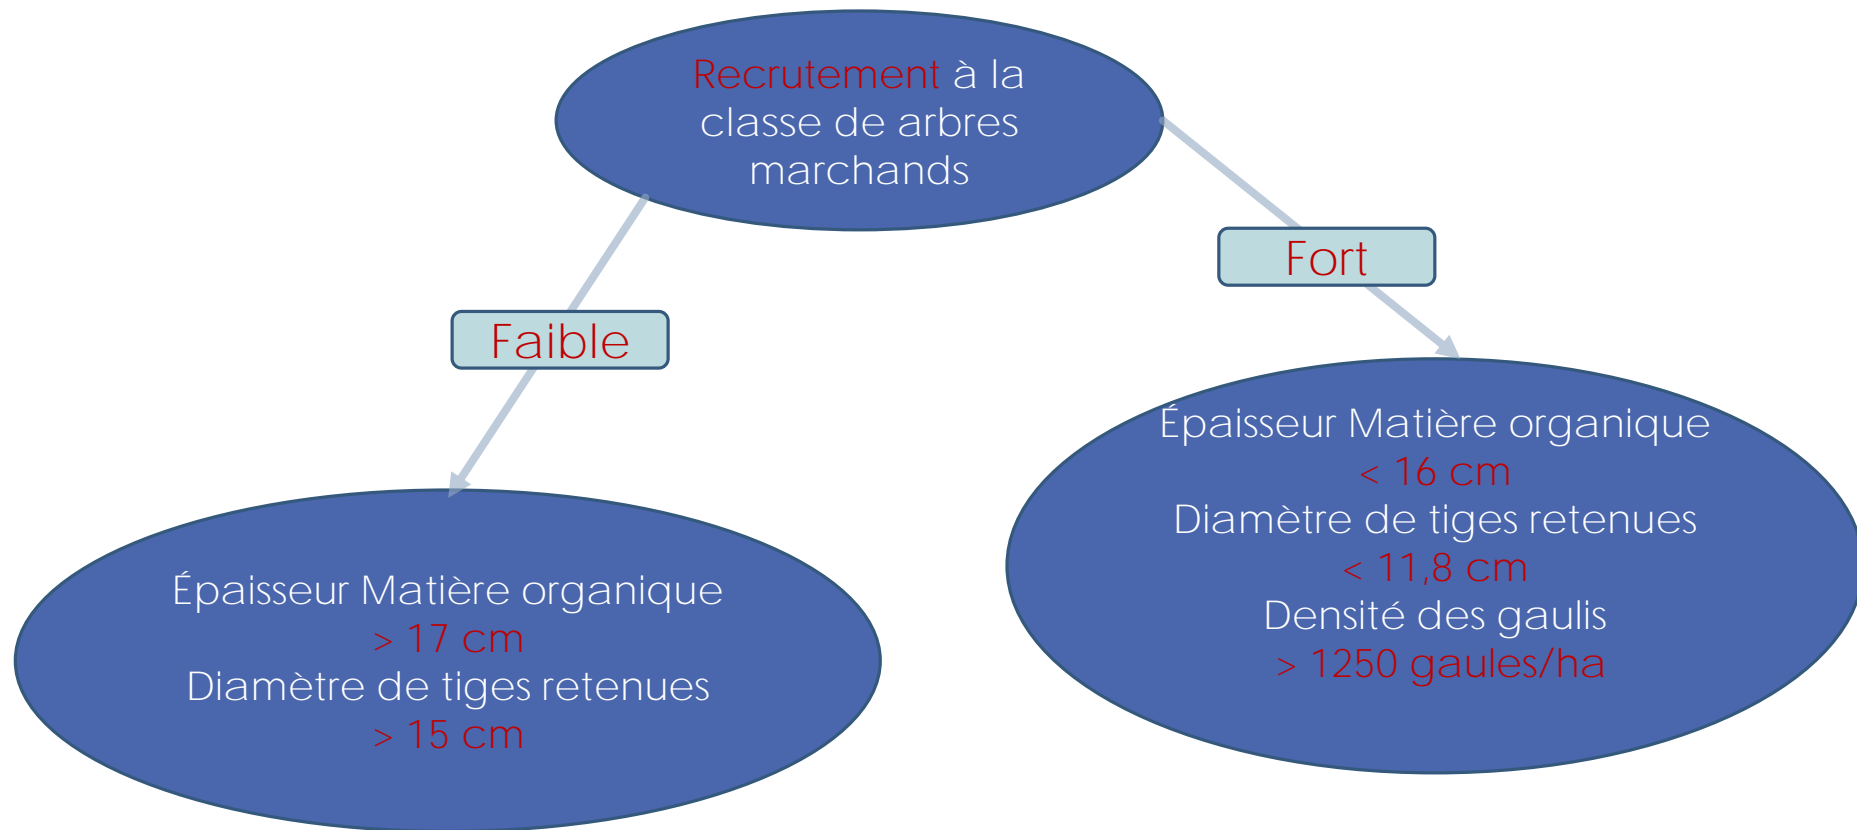 Recrutement à la
classe de arbres
marchands
Fort
Faible
Épaisseur Matière organique
< 16 cm
Diamètre de tiges retenues
< 11,8 cm
Densité des gaulis
> 1250 gaules/ha
Épaisseur Matière organique
> 17 cm
Diamètre de tiges retenues
> 15 cm